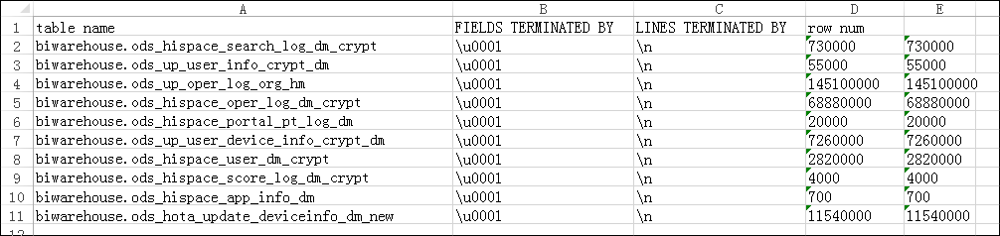 A B C D E
1 table name FIELDS TERMINATED BY LINES TERMINATED BY row num
2 biwarehouse.ods_hispace_search_log_dm_crypt \u0001 \n 730000 730000
3 biwarehouse.ods_up_user_info_crypt_dm \u0001 \n 55000 55000
4 biwarehouse.ods_up_oper_log_org_hm \u0001 \n 145100000 145100000
5 biwarehouse.ods_hispace_oper_log_dm_crypt \u0001 \n 68880000 68880000
6 biwarehouse.ods_hispace_portal_pt_log_dm \u0001 \n 20000 20000
7 biwarehouse.ods_up_user_device_info_crypt_dm \u0001 \n 7260000 7260000
8 biwarehouse.ods_hispace_user_dm_crypt \u0001 \n 2820000 2820000
9 biwarehouse.ods_hispace_score_log_dm_crypt \u0001 \n 4000 4000
10 biwarehouse.ods_hispace_app_info_dm \u0001 \n 700 700
11 biwarehouse.ods_hota_update_deviceinfo_dm_new \u0001 \n 11540000 11540000